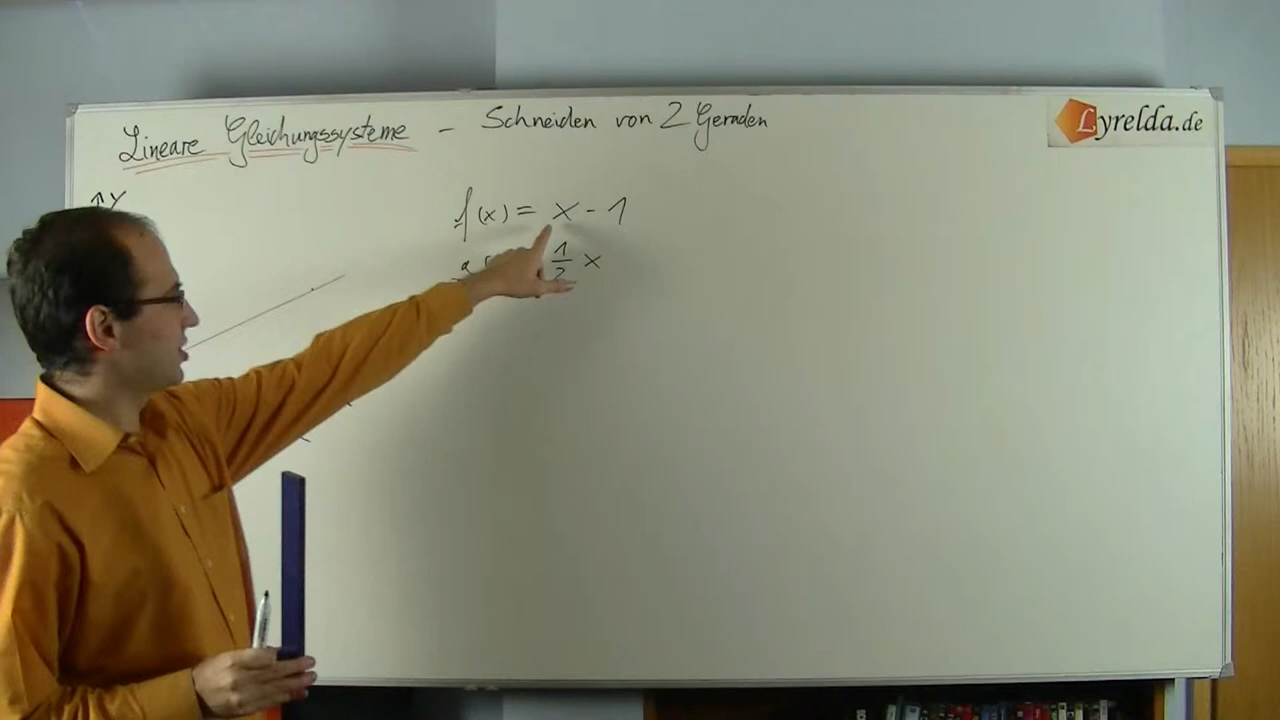 Lineare Gleichungssysteme - Schneiden von 2 Geraden
Lyrelda.de
Y
f(x) = x - 1
1/2 x